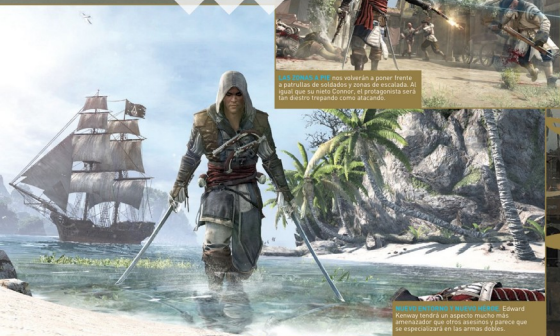 LAS ZONAS A PIE nos volverán a poner frente
a patrullas de soldados y zonas de escalada. Al
igual que su nieto Connor, el protagonista será
tan diestro trepando como atacando.
Edward
Kenway tendrá un aspecto mucho más
amenazador que otros asesinos y parece que
se especializará en las armas dobles.